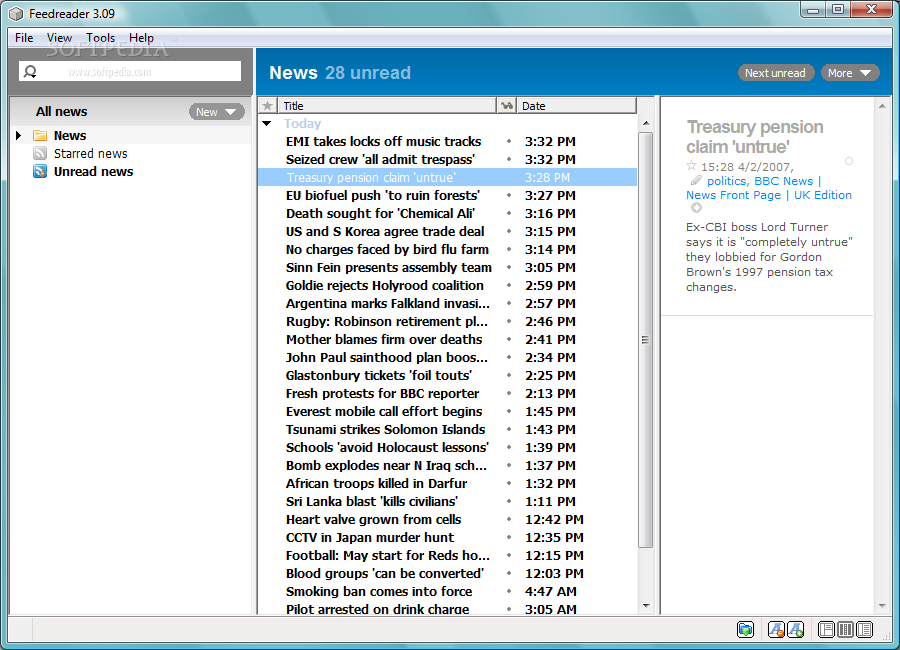 Feedreader 3.09
File View Tools Help
SOFTPEDIA
www.softpedia.com
News 28 unread
Next unread
More
All news
New
News
Starred news
Unread news
Title Date
Today
EMI takes locks off music tracks 3:32 PM
Seized crew 'all admit trespass' 3:32 PM
Treasury pension claim 'untrue' 3:28 PM
EU biofuel push 'to ruin forests' 3:27 PM
Death sought for 'Chemical Ali' 3:16 PM
US and S Korea agree trade deal 3:15 PM
No charges faced by bird flu farm 3:14 PM
Sinn Fein presents assembly team 3:05 PM
Goldie rejects Holyrood coalition 2:59 PM
Argentina marks Falkland invasi... 2:57 PM
Rugby: Robinson retirement pl... 2:46 PM
Mother blames firm over deaths 2:41 PM
John Paul sainthood plan boos... 2:34 PM
Glastonbury tickets 'foil touts' 2:25 PM
Fresh protests for BBC reporter 2:13 PM
Everest mobile call effort begins 1:45 PM
Tsunami strikes Solomon Islands 1:43 PM
Schools 'avoid Holocaust lessons' 1:39 PM
Bomb explodes near N Iraq sch... 1:37 PM
African troops killed in Darfur 1:32 PM
Sri Lanka blast 'kills civilians' 1:11 PM
Heart valve grown from cells 12:42 PM
CCTV in Japan murder hunt 12:35 PM
Football: May start for Reds ho... 12:15 PM
Blood groups 'can be converted' 12:03 PM
Smoking ban comes into force 4:47 AM
Pilot arrested on drink charge 3:05 AM
Treasury pension
claim 'untrue'
15:28 4/2/2007,
politics, BBC News |
News Front Page | UK Edition
Ex-CBI boss Lord Turner
says it is "completely untrue"
they lobbied for Gordon
Brown's 1997 pension tax
changes.